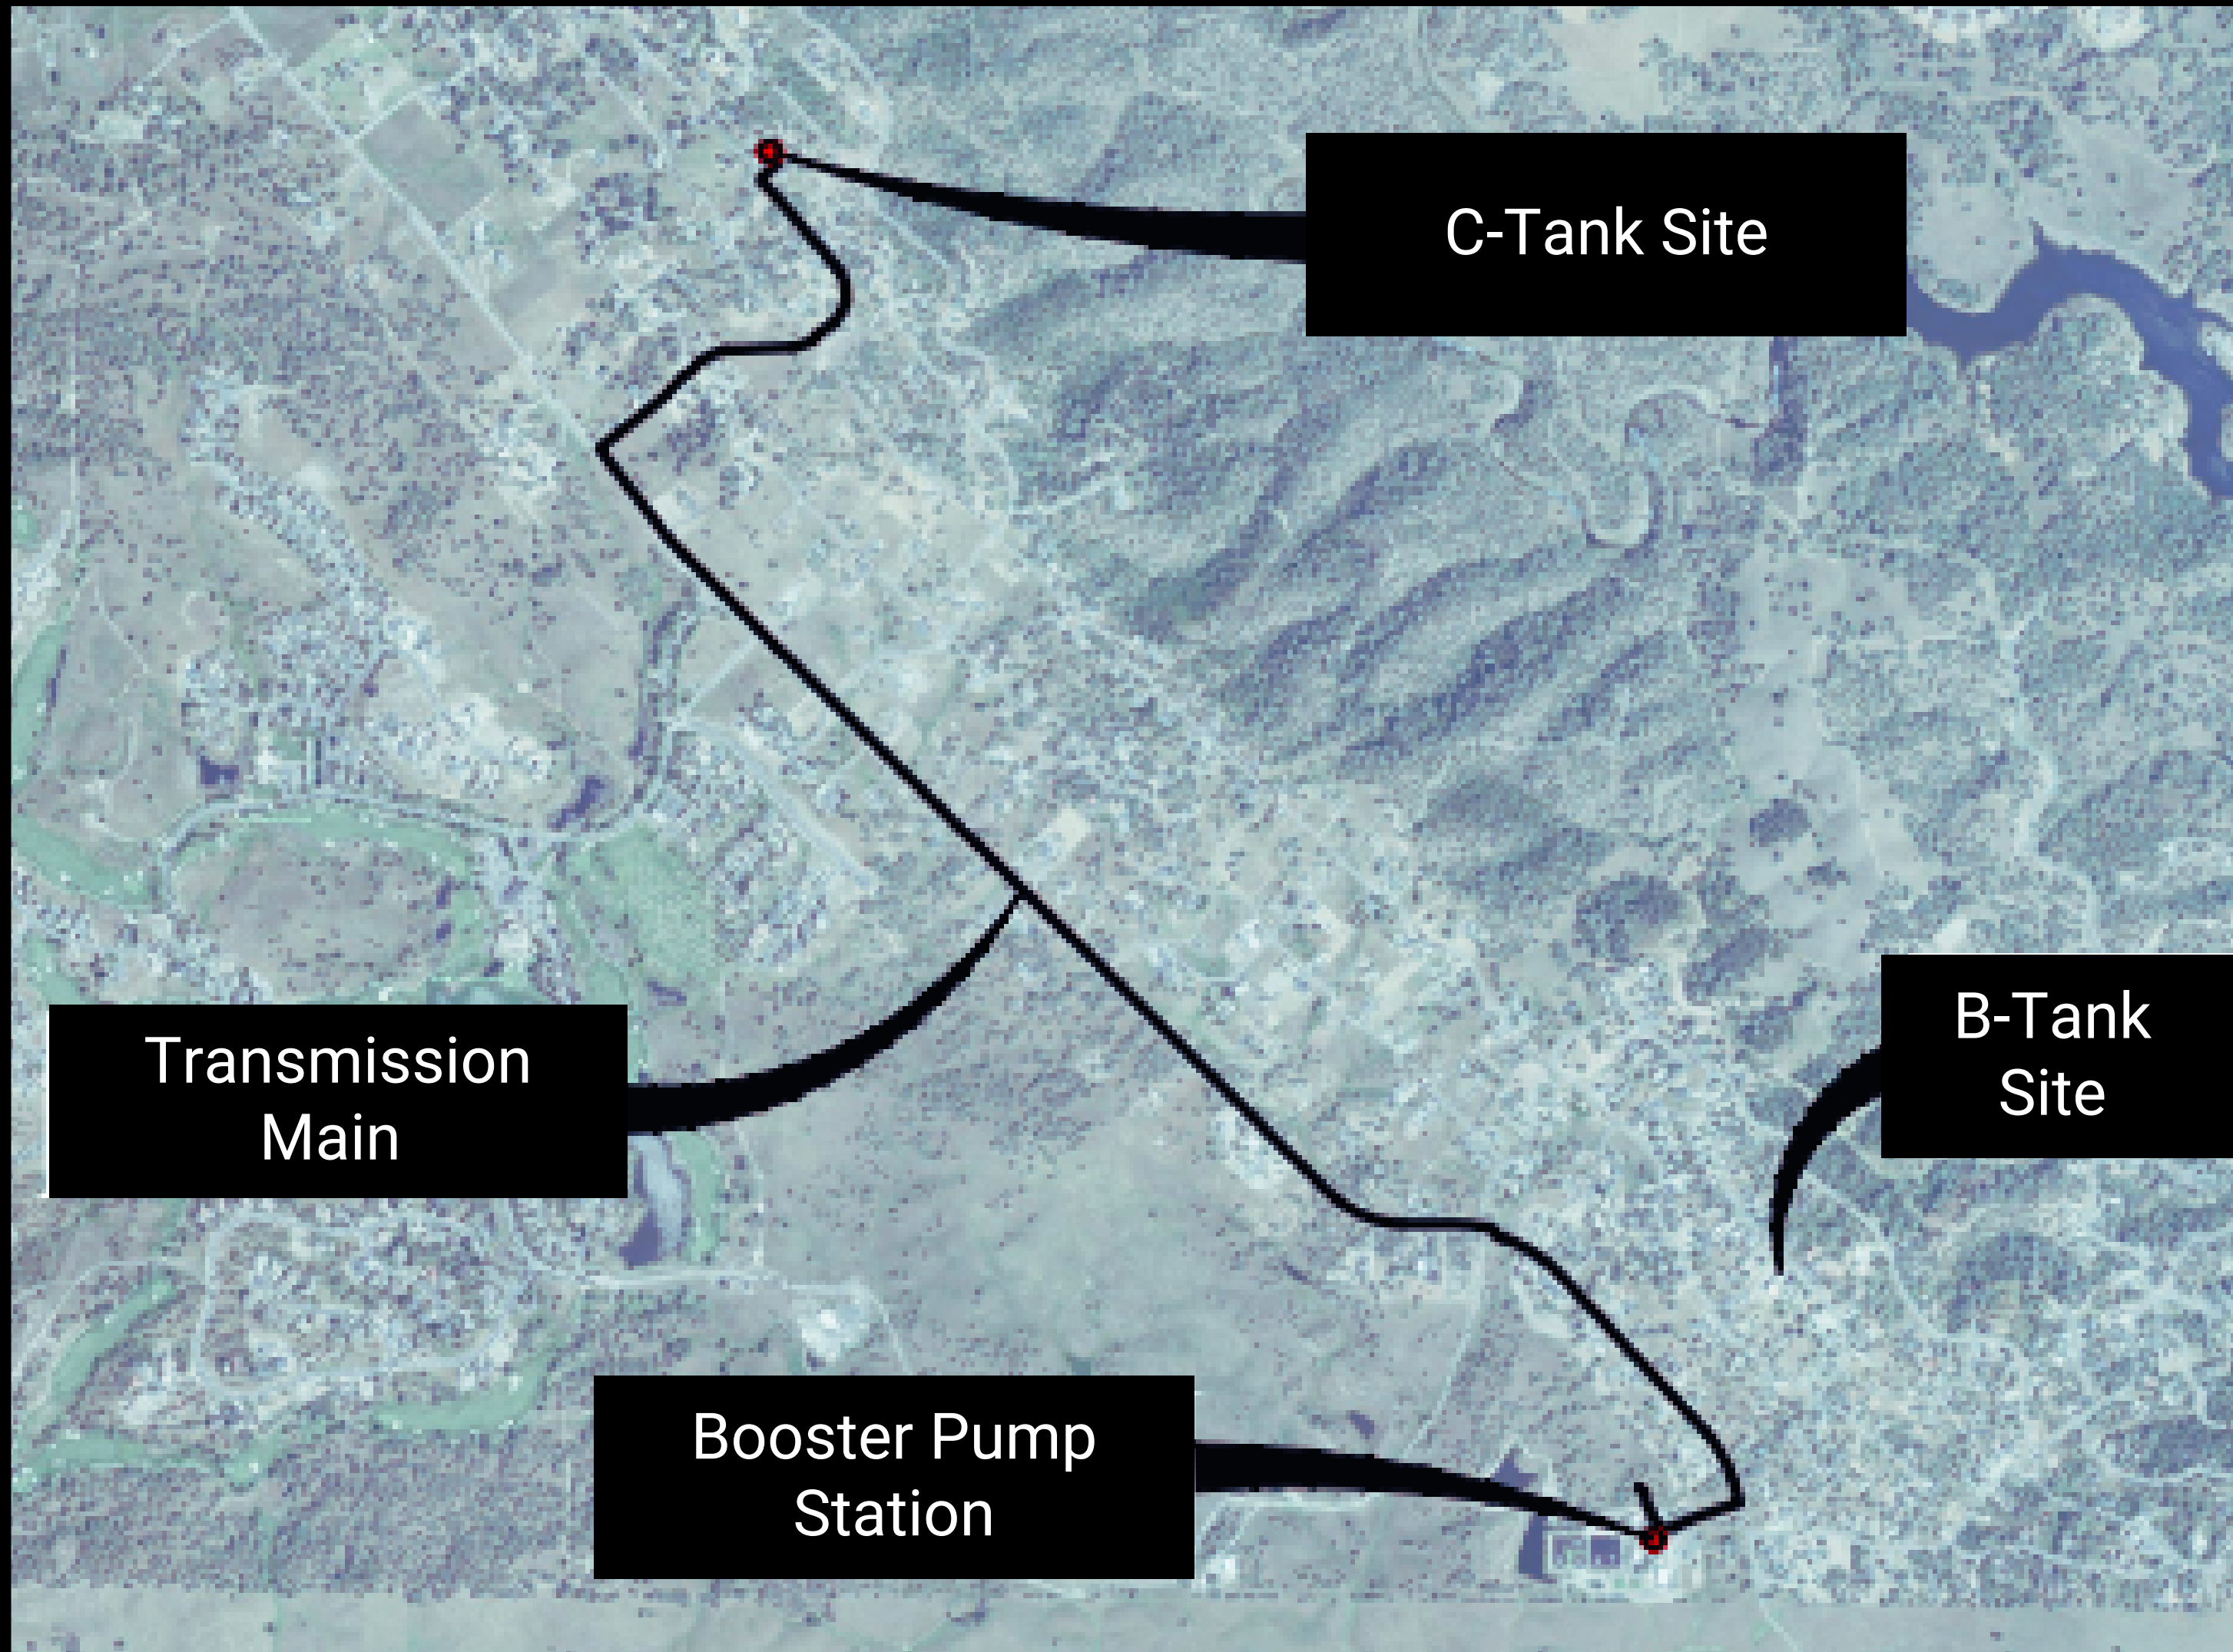 C-Tank Site
B-Tank
Site
Transmission
Main
Booster Pump
Station